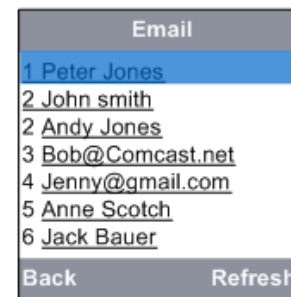 Email
1 Peter Jones
2 John smith
2 Andy Jones
3 Bob@Comcast.net
4 Jenny@gmail.com
5 Anne Scotch
6 Jack Bauer
Back Refresh